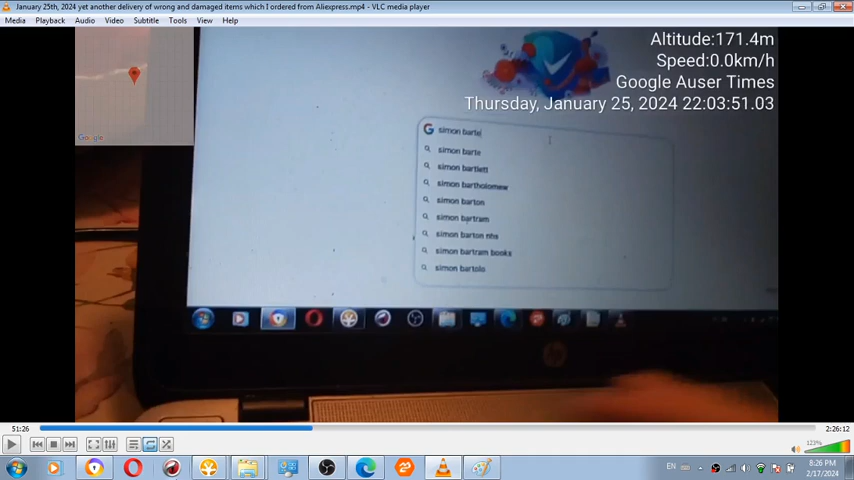 January 25th, 2024 yet another delivery of wrong and damaged items which I ordered from Aliexpress.mp4 - VLC media player
Media Playback Audio Video Subtitle Tools View Help
Altitude:171.4m
Speed:0.0km/h
Google Auser Times
Thursday, January 25, 2024 22:03:51.03
Google
simon barte
simon barte
simon bartlett
simon bartholomew
simon barton
simon bartram
simon barton nhs
simon bartram books
simon bartolo
51:26
2:26:12
123%
EN
8:26 PM
2/17/2024